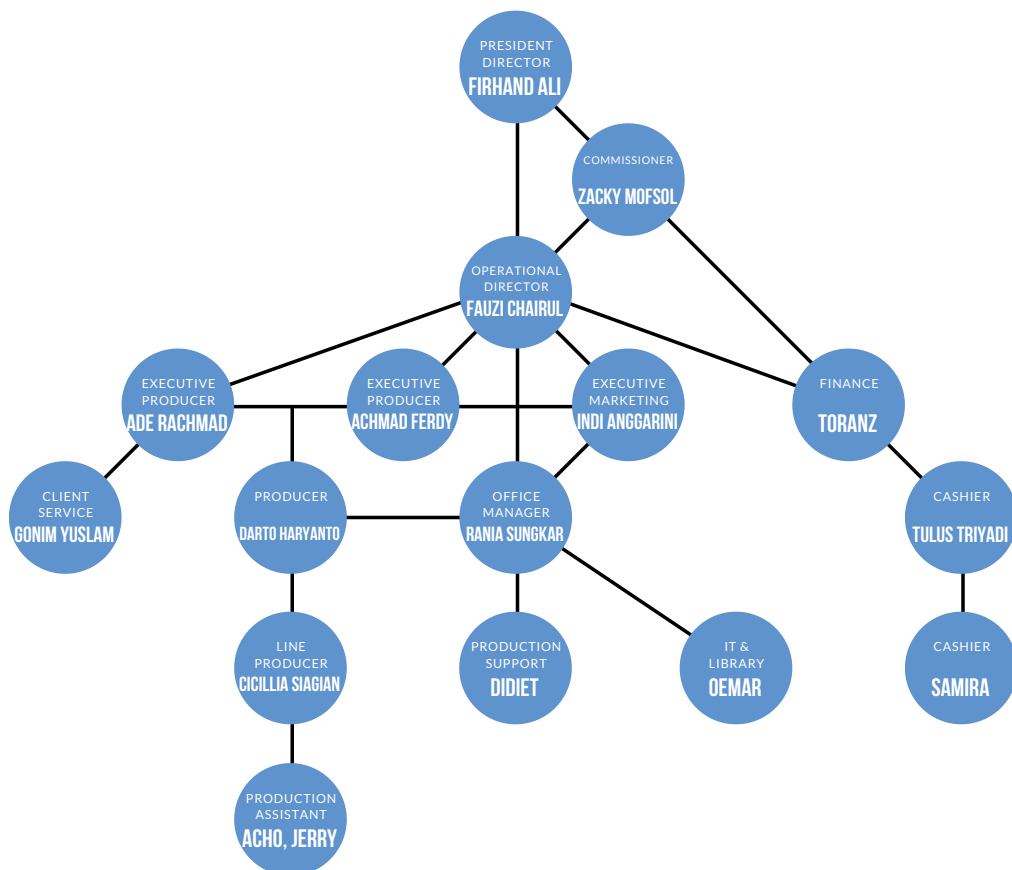 PRESIDENT
DIRECTOR
FIRHAND ALI
COMMISSIONER
ZACKY MOFSOL
OPERATIONAL
DIRECTOR
FAUZI CHAIRUL
EXECUTIVE
PRODUCER
ADE RACHMAD
EXECUTIVE
PRODUCER
ACHMAD FERDY
EXECUTIVE
MARKETING
INDI ANGGARINI
FINANCE
TORANZ
CLIENT
SERVICE
GONIM YUSLAM
PRODUCER
DARTO HARYANTO
OFFICE
MANAGER
RANIA SUNGKAR
CASHIER
TULUS TRIYADI
LINE
PRODUCER
CICILLIA SIAGIAN
PRODUCTION
SUPPORT
DIDIET
IT &
LIBRARY
OEMAR
CASHIER
SAMIRA
PRODUCTION
ASSISTANT
ACHO, JERRY